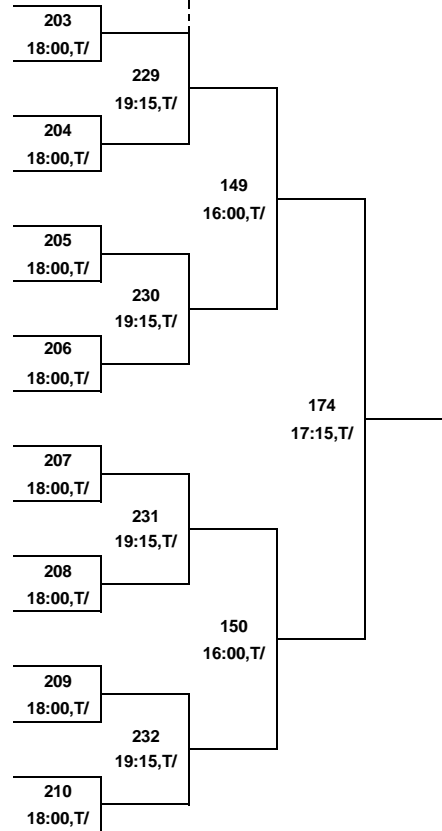 203
18:00,T/
229
19:15,T/
204
18:00,T/
149
16:00,T/
205
18:00,T/
230
19:15,T/
206
18:00,T/
174
17:15,T/
207
18:00,T/
231
19:15,T/
208
18:00,T/
150
16:00,T/
209
18:00,T/
232
19:15,T/
210
18:00,T/